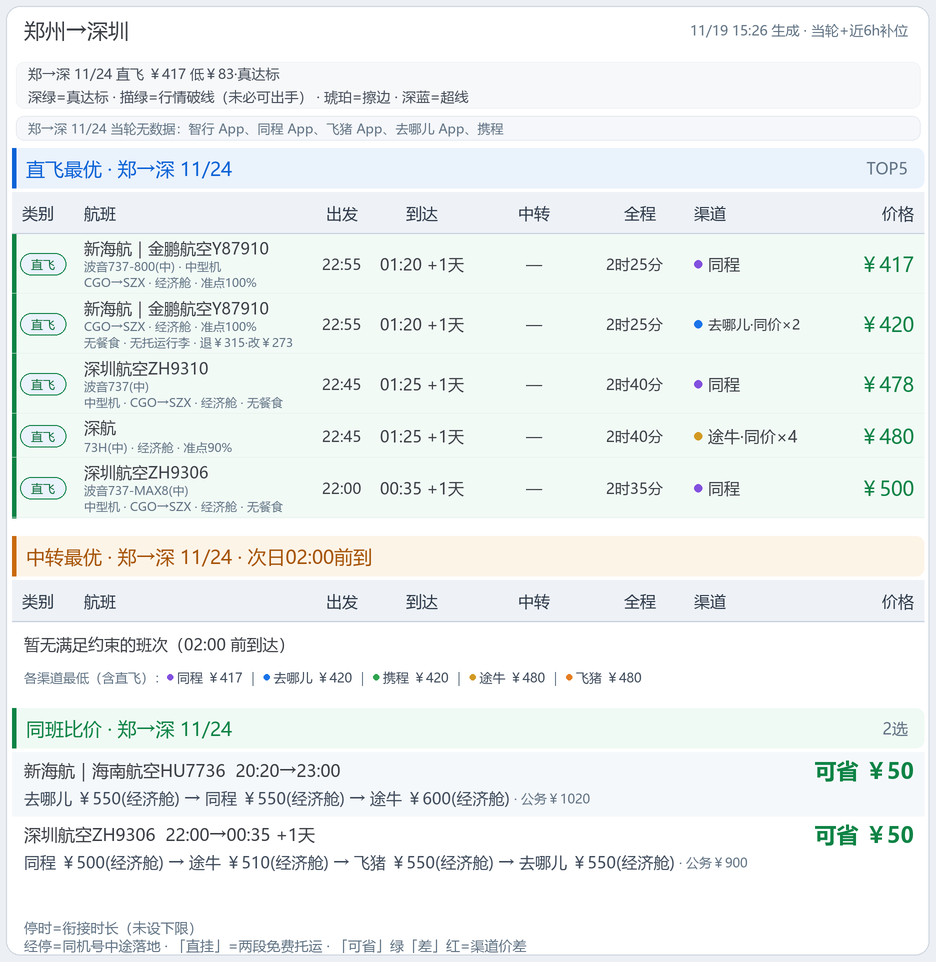 郑州→深圳
11/19 15:26 生成 · 当轮+近6h补位
郑→深 11/24 直飞 ￥417 低￥83·真达标
深绿=真达标 · 描绿=行情破线（未必可出手） · 琥珀=擦边 · 深蓝=超线
郑→深 11/24 当轮无数据：智行 App、同程 App、飞猪 App、去哪儿 App、携程
直飞最优 · 郑→深 11/24 TOP5
类别 航班 出发 到达 中转 全程 渠道 价格
新海航｜金鹏航空Y87910
波音737-800(中) · 中型机
CGO→SZX · 经济舱 · 准点100%
直飞 22:55 01:20 +1天 — 2时25分 同程 ￥417
新海航｜金鹏航空Y87910
CGO→SZX · 经济舱 · 准点100%
无餐食 · 无托运行李 · 退￥315·改￥273
直飞 22:55 01:20 +1天 — 2时25分 去哪儿·同价×2 ￥420
深圳航空ZH9310
波音737(中)
中型机 · CGO→SZX · 经济舱 · 无餐食
直飞 22:45 01:25 +1天 — 2时40分 同程 ￥478
深航
73H(中) · 经济舱 · 准点90%
直飞 22:45 01:25 +1天 — 2时40分 途牛·同价×4 ￥480
深圳航空ZH9306
波音737-MAX8(中)
中型机 · CGO→SZX · 经济舱 · 无餐食
直飞 22:00 00:35 +1天 — 2时35分 同程 ￥500
中转最优 · 郑→深 11/24 · 次日02:00前到
类别 航班 出发 到达 中转 全程 渠道 价格
暂无满足约束的班次（02:00 前到达）
各渠道最低（含直飞）: 同程 ￥417 | 去哪儿 ￥420 | 携程 ￥420 | 途牛 ￥480 | 飞猪 ￥480
同班比价 · 郑→深 11/24 2选
新海航｜海南航空HU7736 20:20→23:00 可省 ￥50
去哪儿 ￥550(经济舱) → 同程 ￥550(经济舱) → 途牛 ￥600(经济舱) · 公务￥1020
深圳航空ZH9306 22:00→00:35 +1天 可省 ￥50
同程 ￥500(经济舱) → 途牛 ￥510(经济舱) → 飞猪 ￥550(经济舱) → 去哪儿 ￥550(经济舱) · 公务￥900
停时=衔接时长（未设下限）
经停=同机号中途落地 · 「直挂」=两段免费托运 · 「可省」绿「差」红=渠道价差